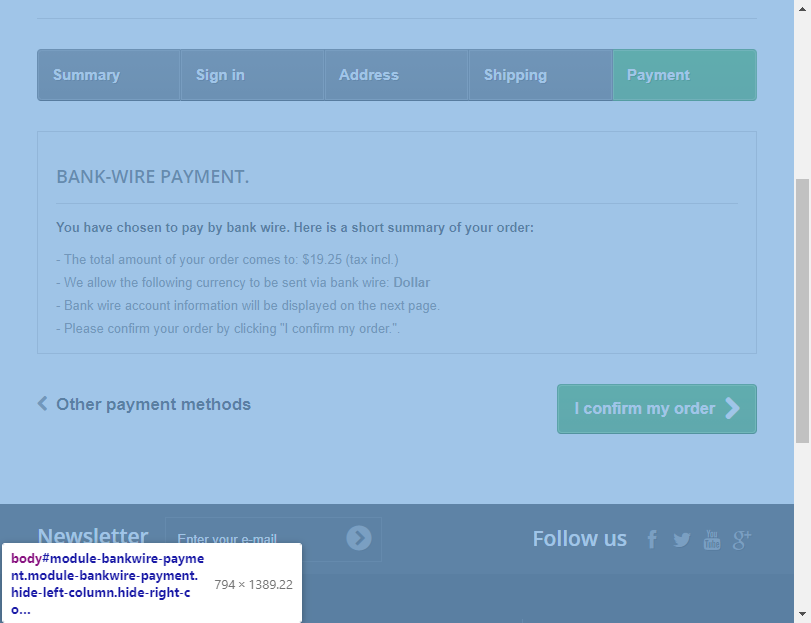 Summary
Sign in
Address
Shipping
Payment
BANK-WIRE PAYMENT.
You have chosen to pay by bank wire. Here is a short summary of your order:
- The total amount of your order comes to: $19.25 (tax incl.)
- We allow the following currency to be sent via bank wire: Dollar
- Bank wire account information will be displayed on the next page.
- Please confirm your order by clicking "I confirm my order.".
Other payment methods
I confirm my order
Newsletter
Enter your e-mail
Follow us
f
You
Tube
g+
body#module-bankwire-payme
nt.module-bankwire-payment.
hide-left-column.hide-right-c
o...
794 × 1389.22